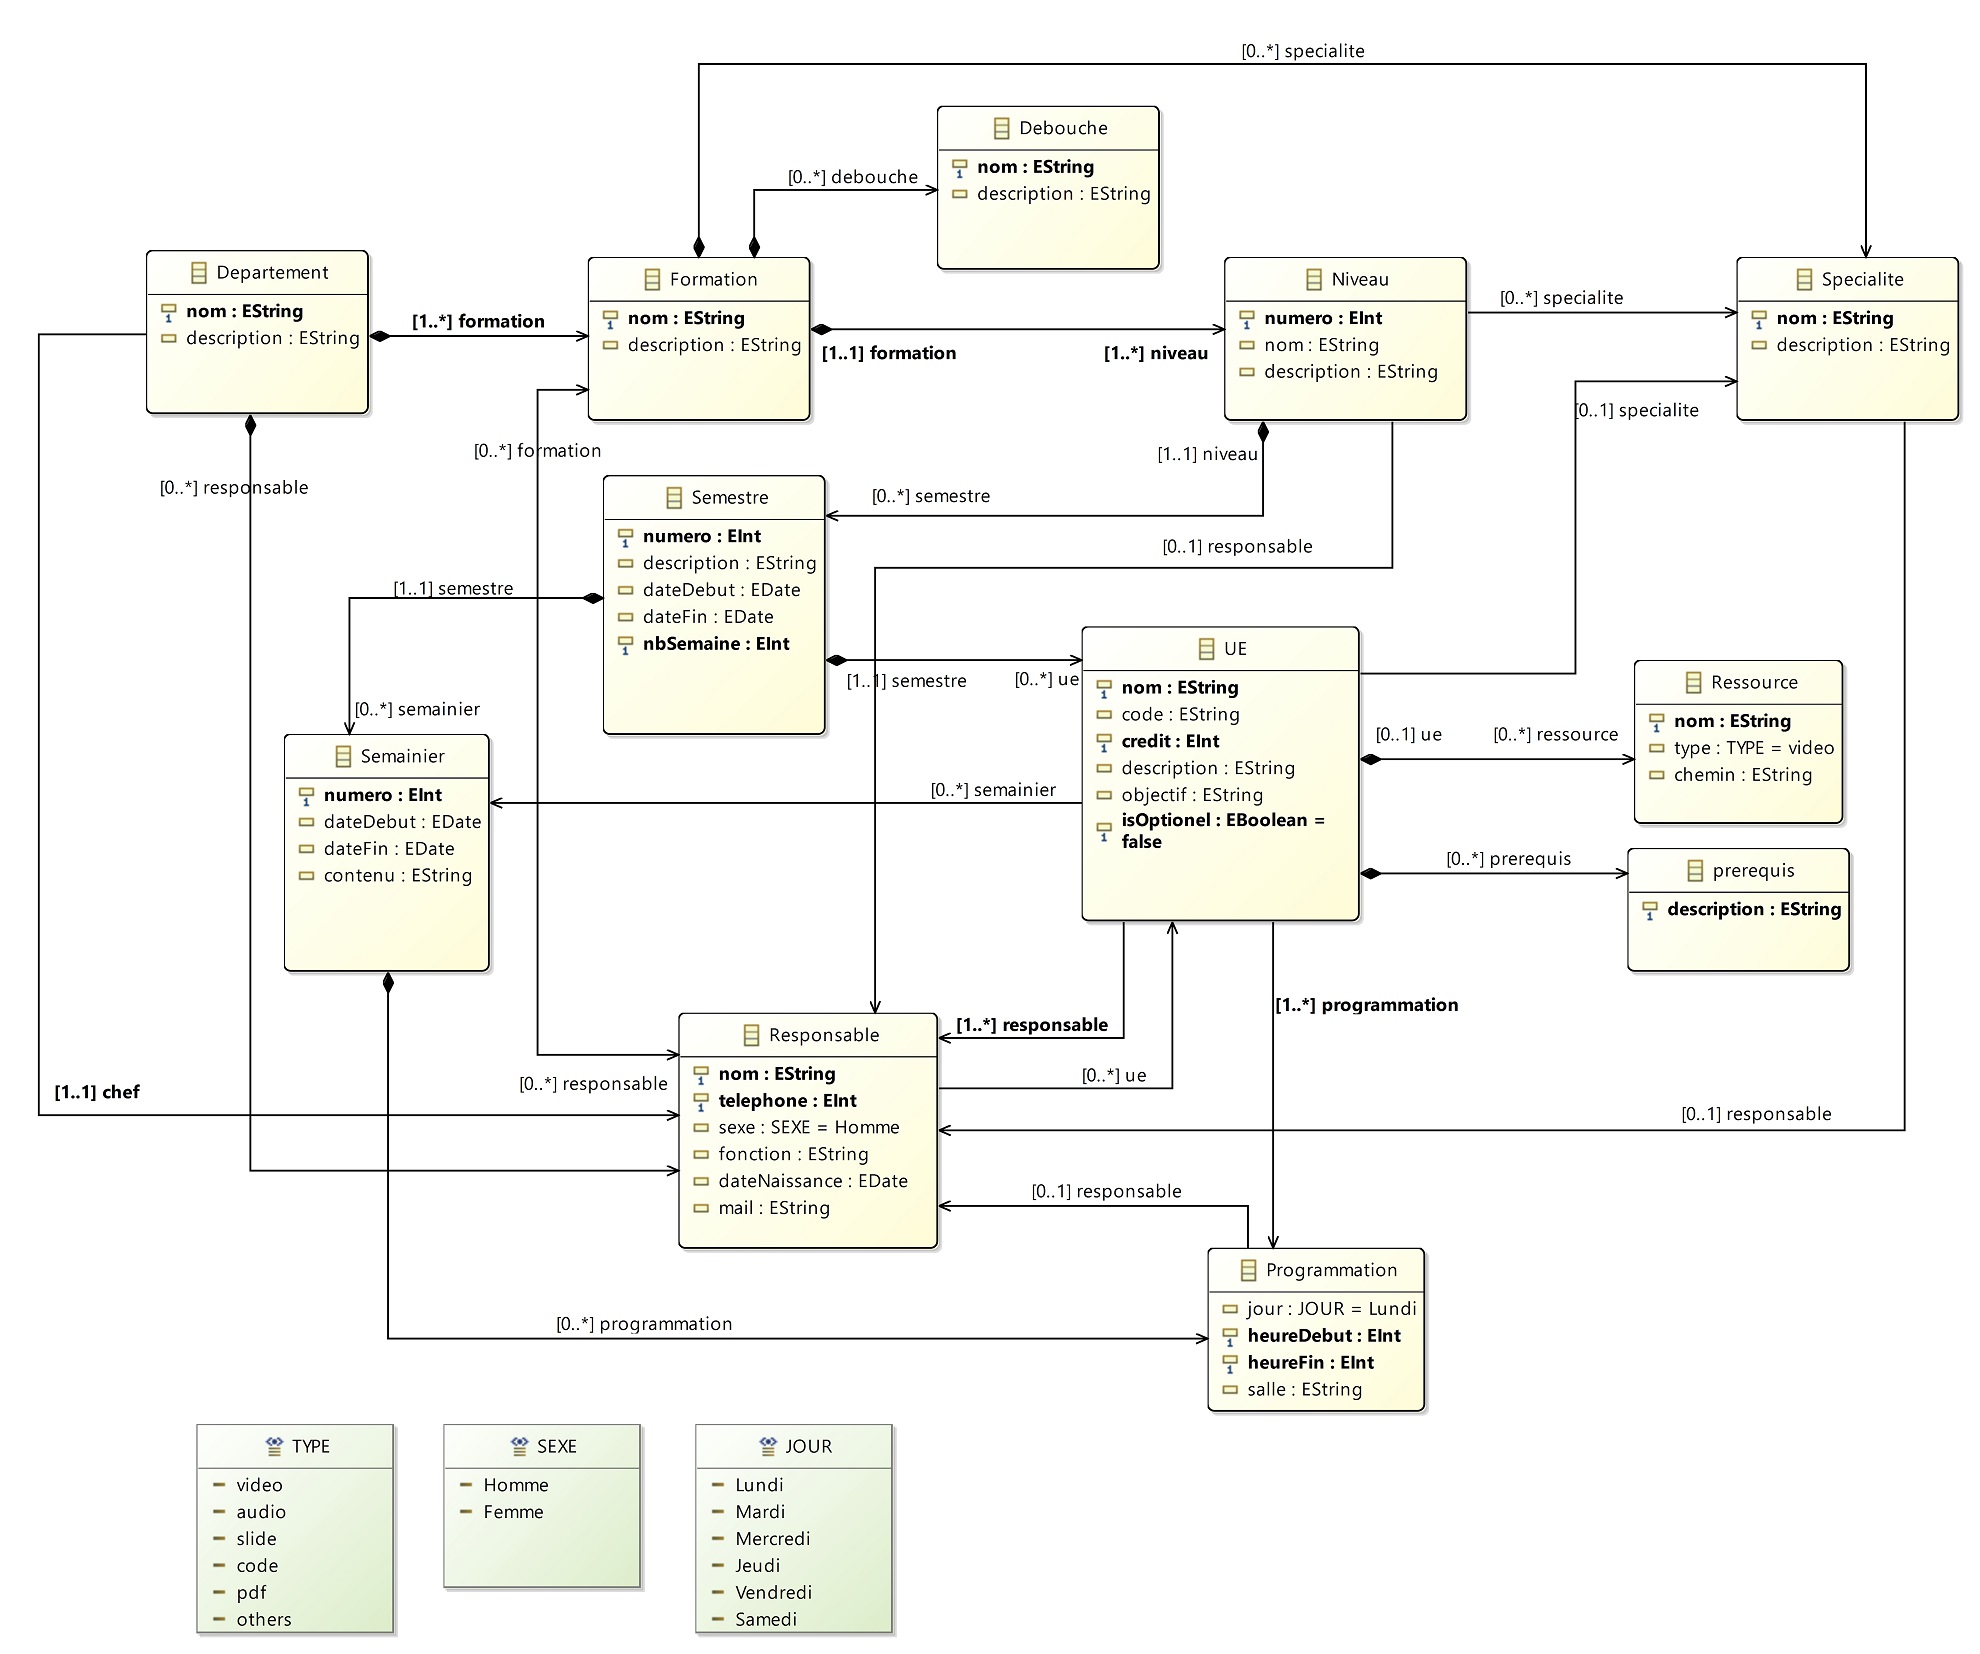 [0..*] specialite
Debouche
nom : EString
description : EString
[0..*] debouche
Departement
nom : EString
description : EString
[1..*] formation
Formation
nom : EString
description : EString
[1..1] formation
[1..*] niveau
Niveau
numero : EInt
nom : EString
description : EString
[0..*] specialite
Specialite
nom : EString
description : EString
[0..1] specialite
[0..*] formation
[0..*] responsable
[1..1] niveau
[0..*] semestre
Semestre
numero : EInt
description : EString
dateDebut : EDate
dateFin : EDate
nbSemaine : EInt
[0..1] responsable
[1..1] semestre
[0..*] semainier
[1..1] semestre
[0..*] ue
UE
nom : EString
code : EString
credit : EInt
description : EString
objectif : EString
isOptionel : EBoolean =
false
[0..1] ue
[0..*] ressource
Ressource
nom : EString
type : TYPE = video
chemin : EString
Semainier
numero : EInt
dateDebut : EDate
dateFin : EDate
contenu : EString
[0..*] semainier
[0..*] prerequis
prerequis
description : EString
[1..*] programmation
[1..*] responsable
Responsable
nom : EString
telephone : EInt
sexe : SEXE = Homme
fonction : EString
dateNaissance : EDate
mail : EString
[0..*] responsable
[1..1] chef
[0..*] ue
[0..1] responsable
[0..1] responsable
Programmation
jour : JOUR = Lundi
heureDebut : EInt
heureFin : EInt
salle : EString
[0..*] programmation
TYPE
video
audio
slide
code
pdf
others
SEXE
Homme
Femme
JOUR
Lundi
Mardi
Mercredi
Jeudi
Vendredi
Samedi